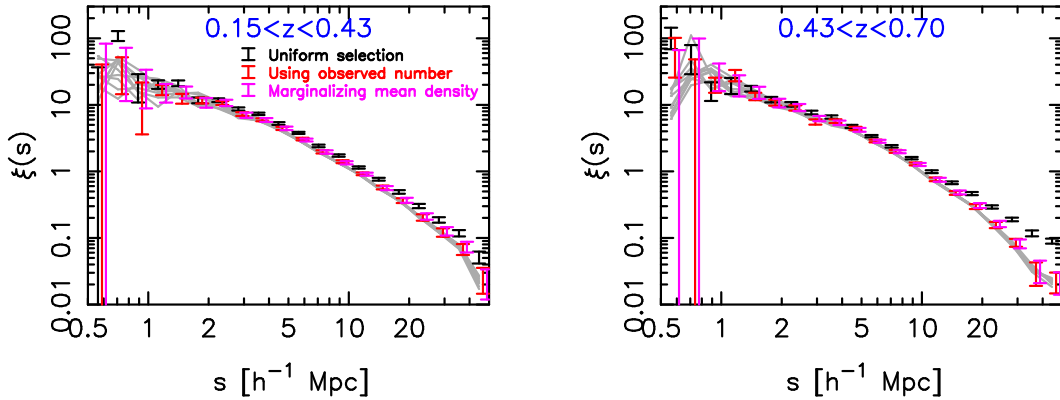 0.15<z<0.43
Uniform selection
Using observed number
Marginalizing mean density
100
10
1
0.1
0.01
ξ(s)
0.5 1 2 5 10 20
s [h⁻¹ Mpc]
0.43<z<0.70
100
10
1
0.1
0.01
ξ(s)
0.5 1 2 5 10 20
s [h⁻¹ Mpc]